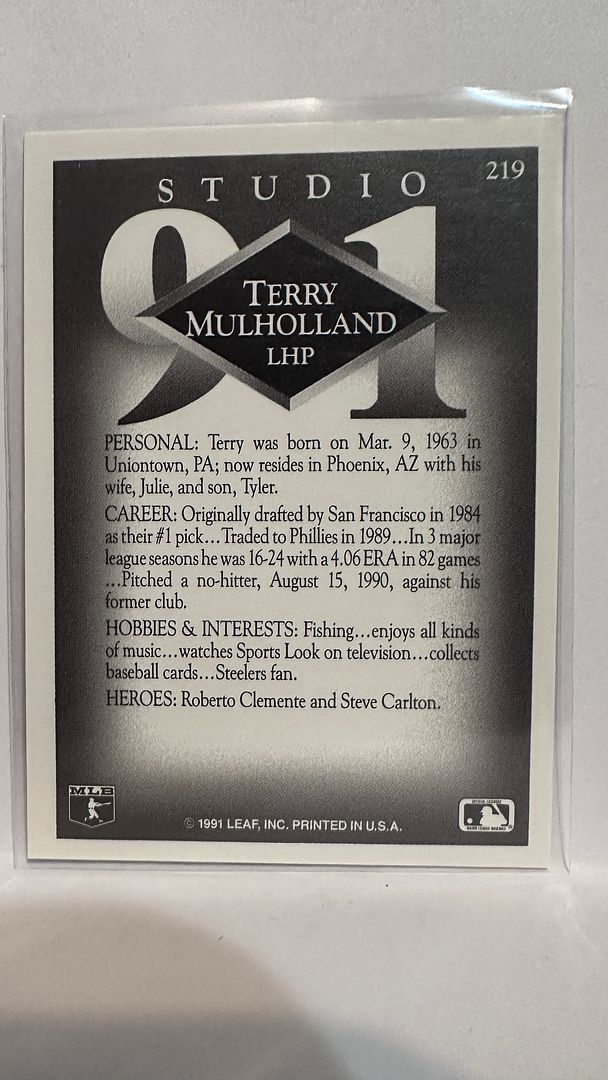 219
STUDIO
91
TERRY
MULHOLLAND
LHP
PERSONAL: Terry was born on Mar. 9, 1963 in
Uniontown, PA; now resides in Phoenix, AZ with his
wife, Julie, and son, Tyler.
CAREER: Originally drafted by San Francisco in 1984
as their #1 pick...Traded to Phillies in 1989...In 3 major
league seasons he was 16-24 with a 4.06 ERA in 82 games
...Pitched a no-hitter, August 15, 1990, against his
former club.
HOBBIES & INTERESTS: Fishing...enjoys all kinds
of music...watches Sports Look on television...collects
baseball cards...Steelers fan.
HEROES: Roberto Clemente and Steve Carlton.
MLB
© 1991 LEAF, INC. PRINTED IN U.S.A.